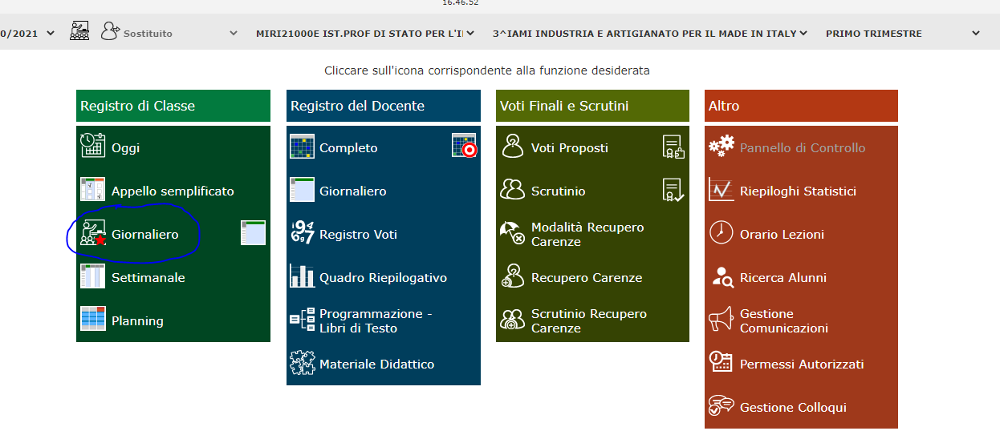 16.46.52
0/2021 Sostituito MIRI21000E IST.PROF DI STATO PER L'I 3^IAMI INDUSTRIA E ARTIGIANATO PER IL MADE IN ITALY PRIMO TRIMESTRE
Cliccare sull'icona corrispondente alla funzione desiderata
Registro di Classe
Oggi
Appello semplificato
Giornaliero
Settimanale
Planning
Registro del Docente
Completo
Giornaliero
Registro Voti
Quadro Riepilogativo
Programmazione -
Libri di Testo
Materiale Didattico
Voti Finali e Scrutini
Voti Proposti
Scrutinio
Modalità Recupero
Carenze
Recupero Carenze
Scrutinio Recupero
Carenze
Altro
Pannello di Controllo
Riepiloghi Statistici
Orario Lezioni
Ricerca Alunni
Gestione
Comunicazioni
Permessi Autorizzati
Gestione Colloqui